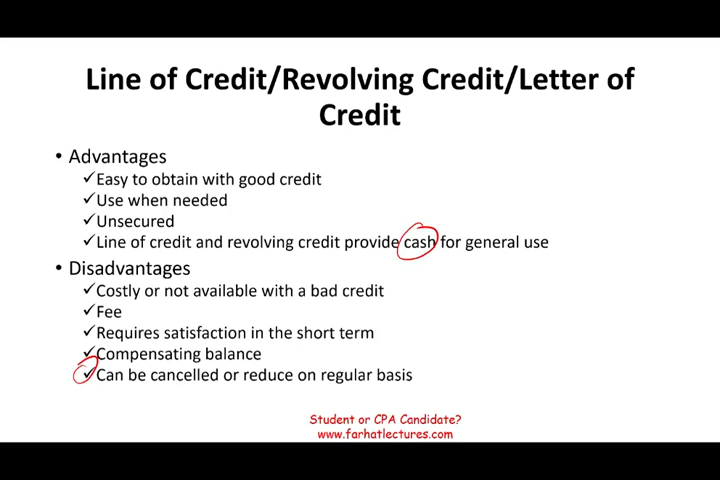 Line of Credit/Revolving Credit/Letter of
Credit
• Advantages
✓Easy to obtain with good credit
✓Use when needed
✓Unsecured
✓Line of credit and revolving credit provide cash for general use
• Disadvantages
✓Costly or not available with a bad credit
✓Fee
✓Requires satisfaction in the short term
✓Compensating balance
✓Can be cancelled or reduce on regular basis
Student or CPA Candidate?
www.farhatlectures.com